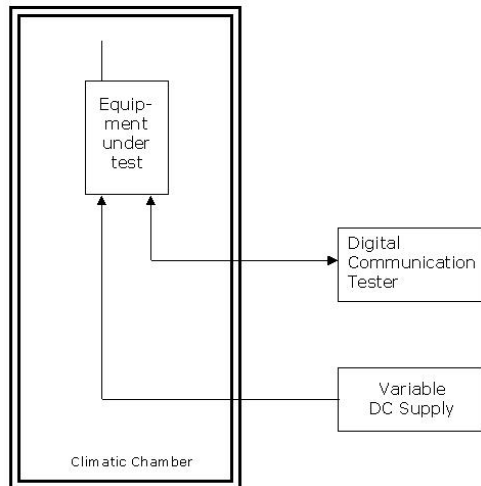 Equip-
ment
under
test
Digital
Communication
Tester
Variable
DC Supply
Climatic Chamber